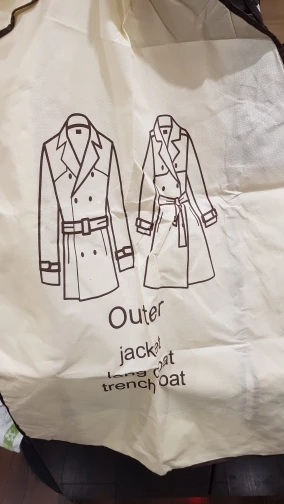 Outer
jacket
long coat
trench coat